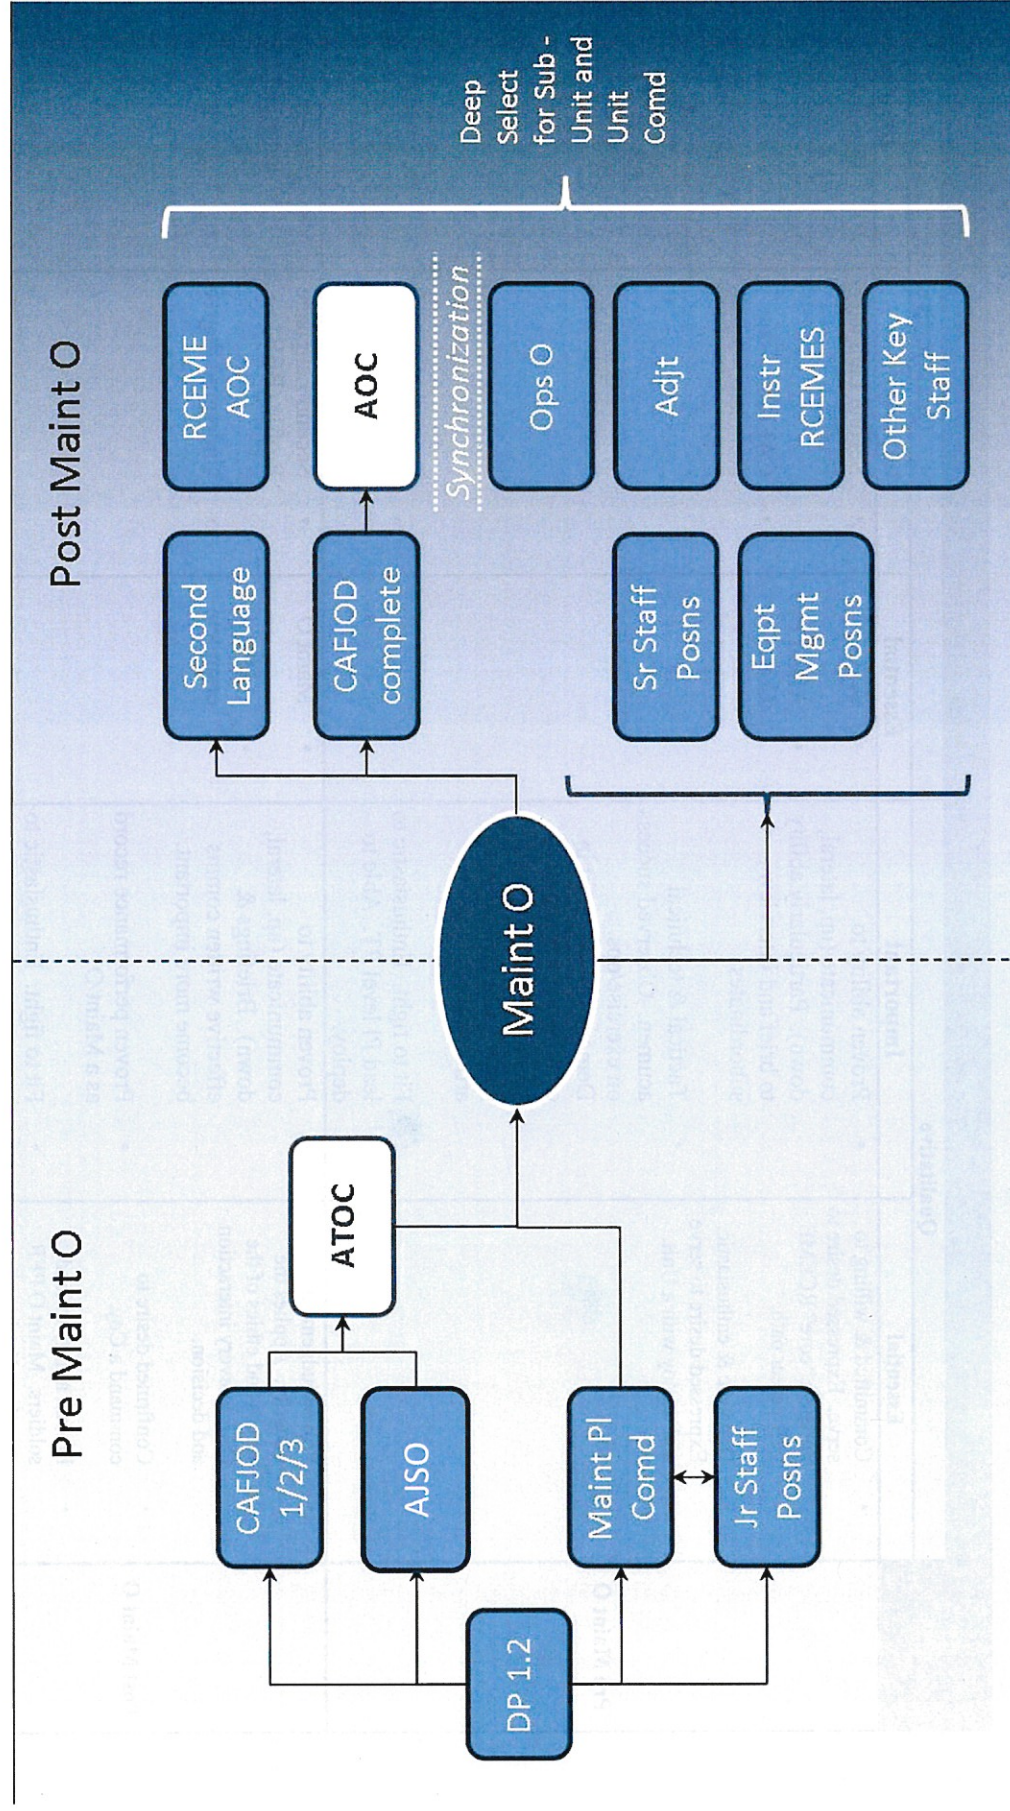 Pre Maint O
Post Maint O
DP 1.2
CAFJOD
1/2/3
AJSO
Maint Pl
Comd
Jr Staff
Posns
ATOC
Maint O
Second
Language
CAFJOD
complete
Sr Staff
Posns
Eqpt
Mgmt
Posns
RCEME
AOC
AOC
Synchronization
Ops O
Adjt
Instr
RCEMES
Other Key
Staff
Deep
Select
for Sub -
Unit and
Unit
Comd